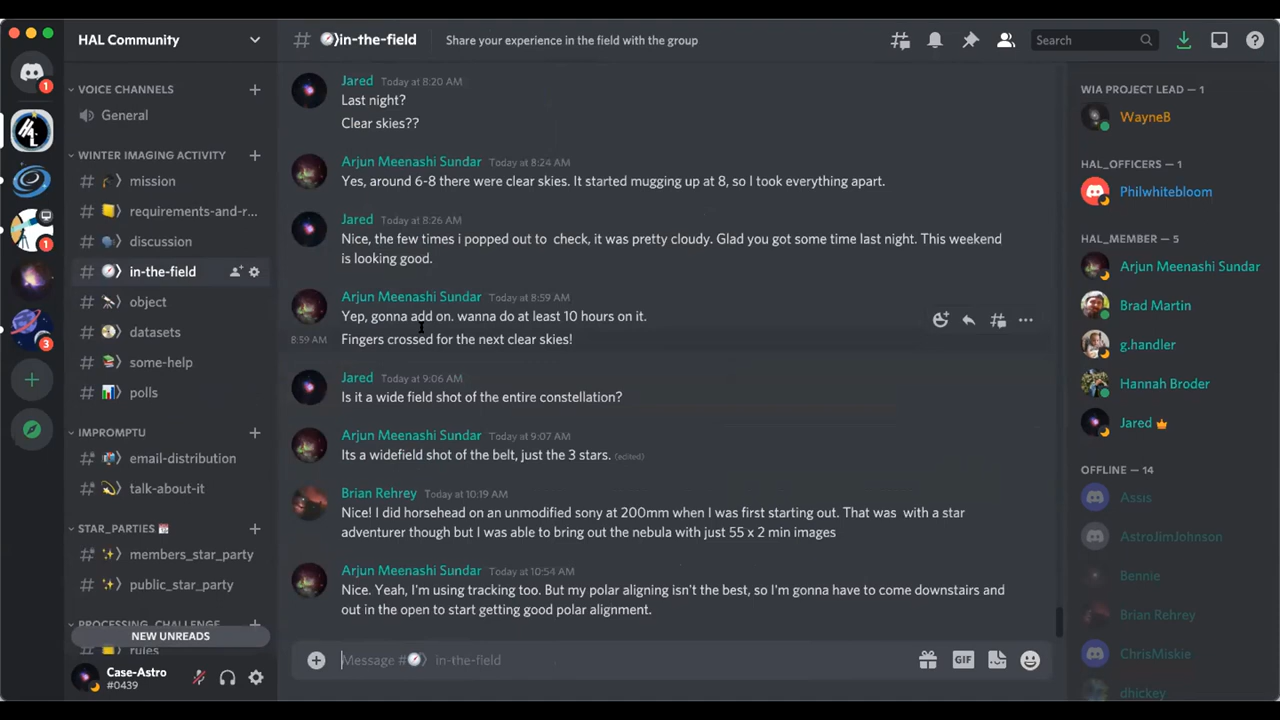 HAL Community
in-the-field
Share your experience in the field with the group
Search
1
1
3
VOICE CHANNELS
General
WINTER IMAGING ACTIVITY
mission
requirements-and-r...
discussion
in-the-field
object
datasets
some-help
polls
IMPROMPTU
email-distribution
talk-about-it
STAR_PARTIES
members_star_party
public_star_party
PROCESSING_CHALLENGE
NEW UNREADS
rules
Case-Astro
#0439
Jared Today at 8:20 AM
Last night?
Clear skies??
Arjun Meenashi Sundar Today at 8:24 AM
Yes, around 6-8 there were clear skies. It started mugging up at 8, so I took everything apart.
Jared Today at 8:26 AM
Nice, the few times i popped out to check, it was pretty cloudy. Glad you got some time last night. This weekend
is looking good.
Arjun Meenashi Sundar Today at 8:59 AM
Yep, gonna add on. wanna do at least 10 hours on it.
8:59 AM Fingers crossed for the next clear skies!
Jared Today at 9:06 AM
Is it a wide field shot of the entire constellation?
Arjun Meenashi Sundar Today at 9:07 AM
Its a widefield shot of the belt, just the 3 stars. (edited)
Brian Rehrey Today at 10:19 AM
Nice! I did horsehead on an unmodified sony at 200mm when I was first starting out. That was with a star
adventurer though but I was able to bring out the nebula with just 55 x 2 min images
Arjun Meenashi Sundar Today at 10:54 AM
Nice. Yeah, I'm using tracking too. But my polar aligning isn't the best, so I'm gonna have to come downstairs and
out in the open to start getting good polar alignment.
Message # in-the-field
GIF
WIA PROJECT LEAD — 1
WayneB
HAL_OFFICERS — 1
Philwhitebloom
HAL_MEMBER — 5
Arjun Meenashi Sundar
Brad Martin
g.handler
Hannah Broder
Jared
OFFLINE — 14
Assis
AstroJimJohnson
Bennie
Brian Rehrey
ChrisMiskie
dhickey